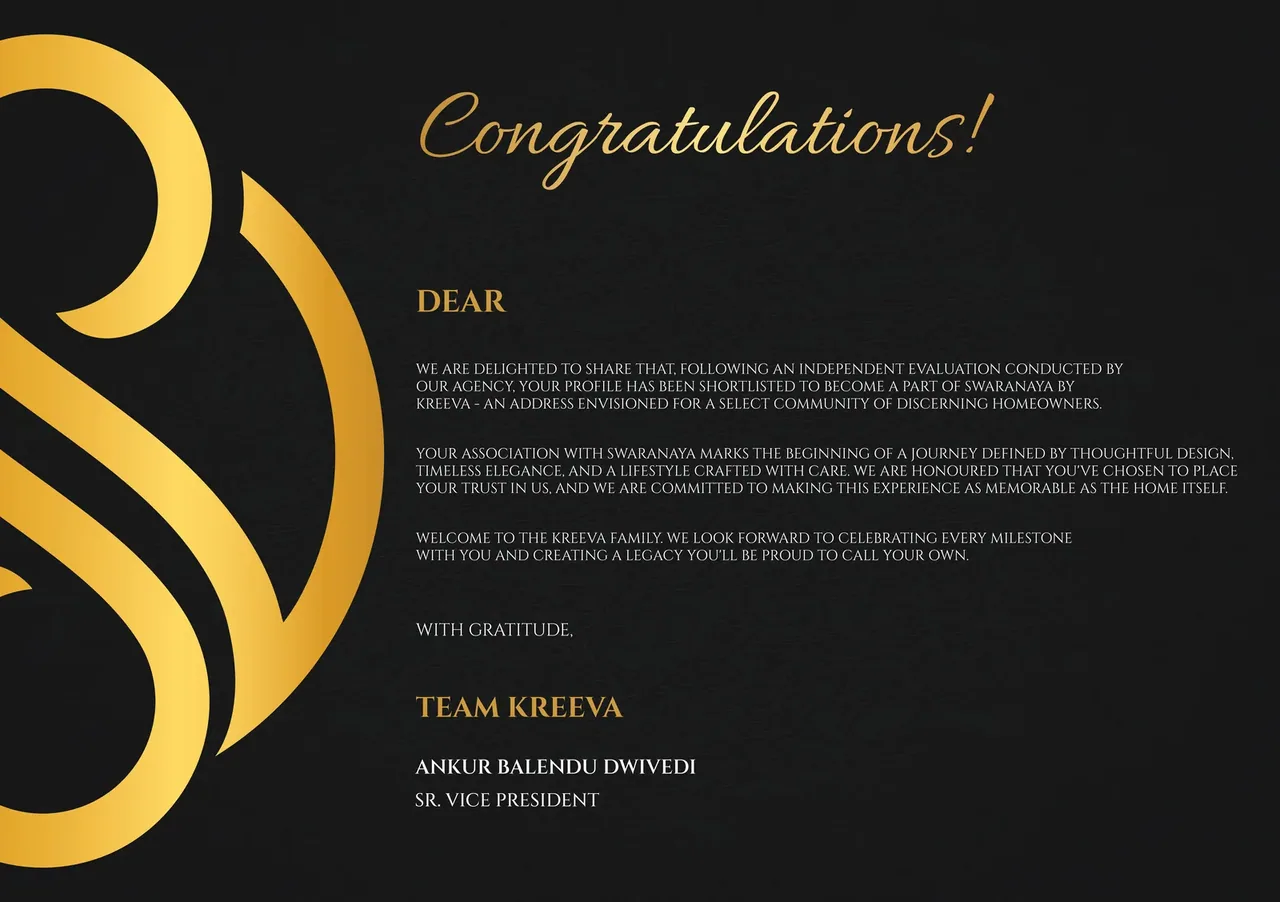 Congratulations!
DEAR
WE ARE DELIGHTED TO SHARE THAT, FOLLOWING AN INDEPENDENT EVALUATION CONDUCTED BY
OUR AGENCY, YOUR PROFILE HAS BEEN SHORTLISTED TO BECOME A PART OF SWARANAYA BY
KREEVA - AN ADDRESS ENVISIONED FOR A SELECT COMMUNITY OF DISCERNING HOMEOWNERS.
YOUR ASSOCIATION WITH SWARANAYA MARKS THE BEGINNING OF A JOURNEY DEFINED BY THOUGHTFUL DESIGN,
TIMELESS ELEGANCE, AND A LIFESTYLE CRAFTED WITH CARE. WE ARE HONOURED THAT YOU'VE CHOSEN TO PLACE
YOUR TRUST IN US, AND WE ARE COMMITTED TO MAKING THIS EXPERIENCE AS MEMORABLE AS THE HOME ITSELF.
WELCOME TO THE KREEVA FAMILY. WE LOOK FORWARD TO CELEBRATING EVERY MILESTONE
WITH YOU AND CREATING A LEGACY YOU'LL BE PROUD TO CALL YOUR OWN.
WITH GRATITUDE,
TEAM KREEVA
ANKUR BALENDU DWIVEDI
SR. VICE PRESIDENT